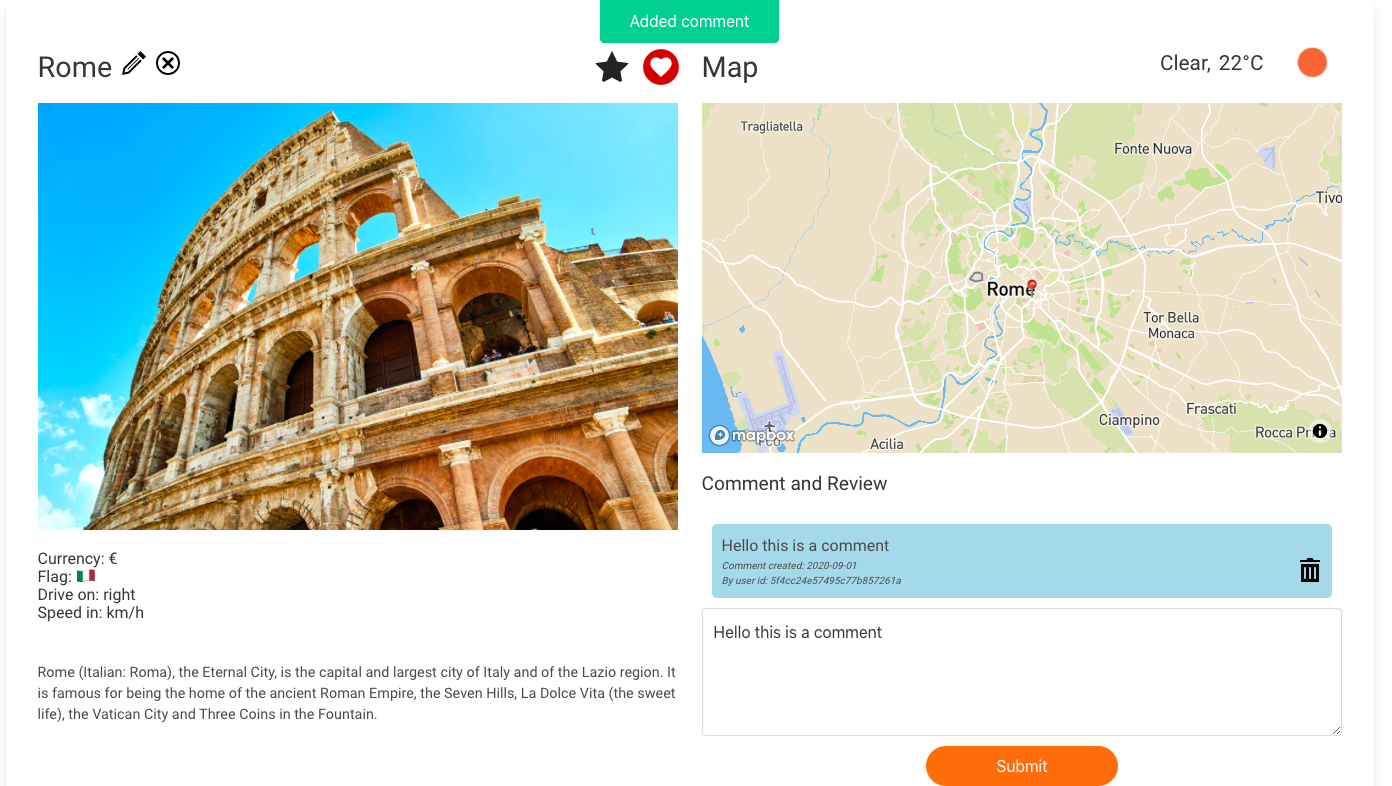 Added comment
Rome
Map
Clear, 22°C
Tragliatella
Fonte Nuova
Tivo
Rome
Tor Bella
Monaca
Ciampino
Frascati
Acilia
mapbox
Comment and Review
Hello this is a comment
Comment created: 2020-09-01
By user id: 5f4cc24e57495c77b857261a
Hello this is a comment
Submit
Currency: €
Flag: 🇮🇹
Drive on: right
Speed in: km/h
Rome (Italian: Roma), the Eternal City, is the capital and largest city of Italy and of the Lazio region. It
is famous for being the home of the ancient Roman Empire, the Seven Hills, La Dolce Vita (the sweet
life), the Vatican City and Three Coins in the Fountain.